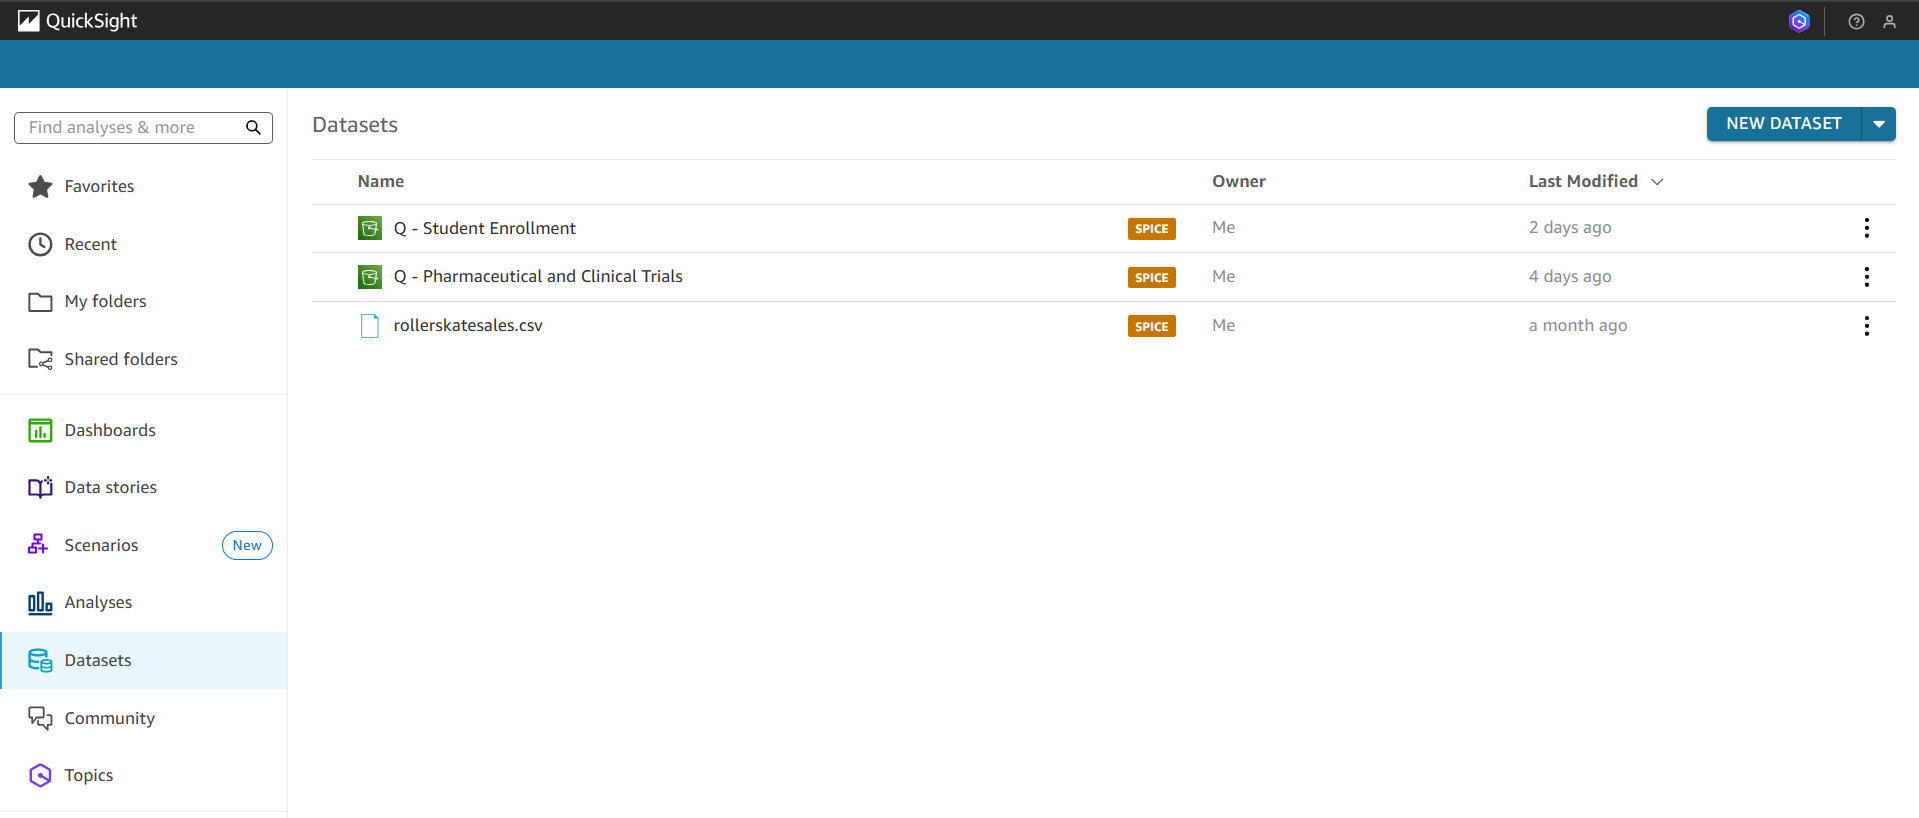 QuickSight
Find analyses & more
Favorites
Recent
My folders
Shared folders
Dashboards
Data stories
Scenarios New
Analyses
Datasets
Community
Topics
Datasets
NEW DATASET
Name Owner Last Modified
Q - Student Enrollment SPICE Me 2 days ago
Q - Pharmaceutical and Clinical Trials SPICE Me 4 days ago
rollerskatesales.csv SPICE Me a month ago